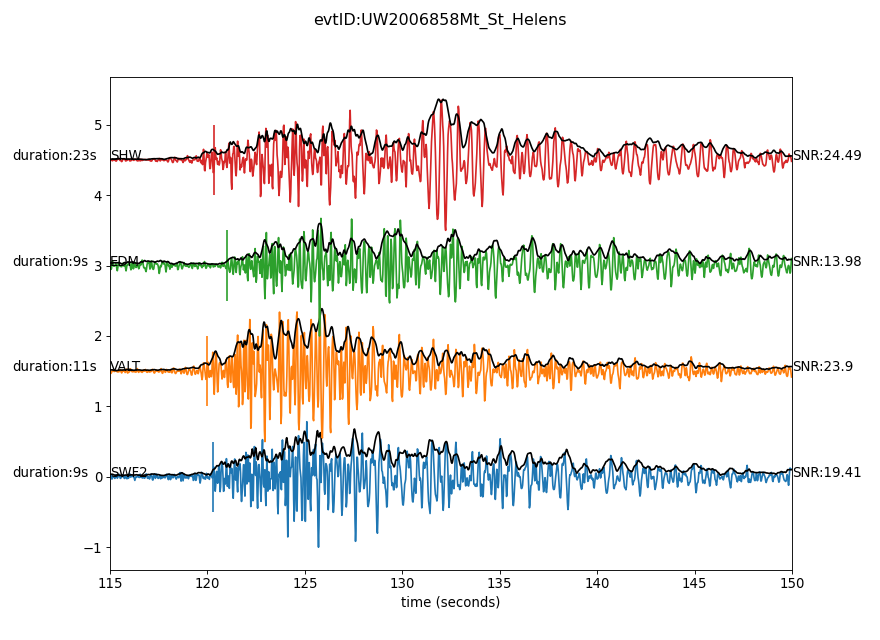 evtID:UW2006858Mt_St_Helens
5
duration:23s SHW SNR:24.49
4
duration:9s EDM SNR:13.98
3
2
duration:11s VALT SNR:23.9
1
duration:9s SWF2 SNR:19.41
0
−1
115 120 125 130 135 140 145 150
time (seconds)